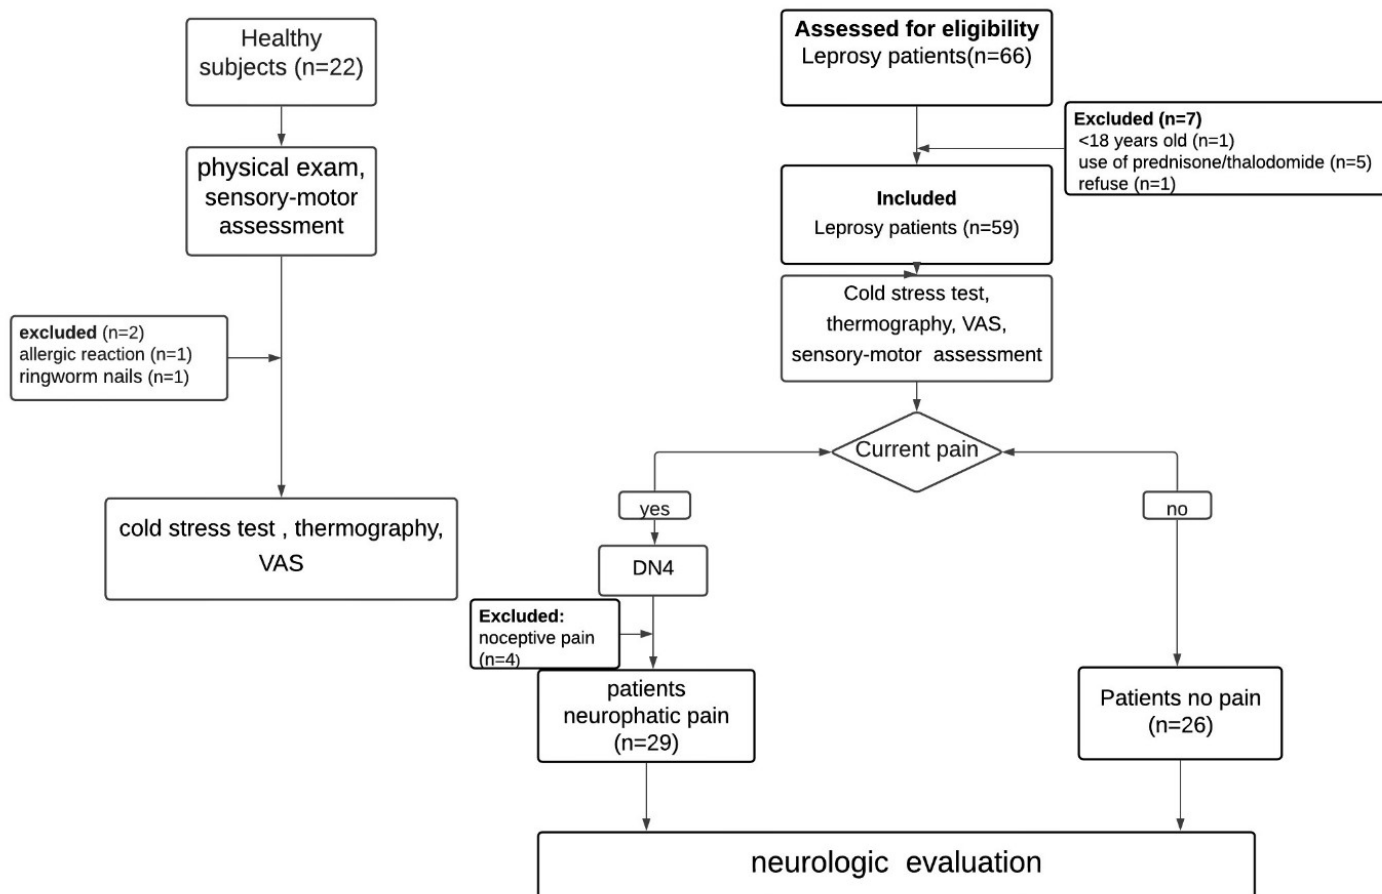 Healthy
subjects (n=22)
physical exam,
sensory-motor
assessment
excluded (n=2)
allergic reaction (n=1)
ringworm nails (n=1)
cold stress test , thermography,
VAS
Assessed for eligibility
Leprosy patients(n=66)
Excluded (n=7)
<18 years old (n=1)
use of prednisone/thalodomide (n=5)
refuse (n=1)
Included
Leprosy patients (n=59)
Cold stress test,
thermography, VAS,
sensory-motor assessment
Current pain
yes
no
DN4
Excluded:
noceptive pain
(n=4)
patients
neurophatic pain
(n=29)
Patients no pain
(n=26)
neurologic evaluation